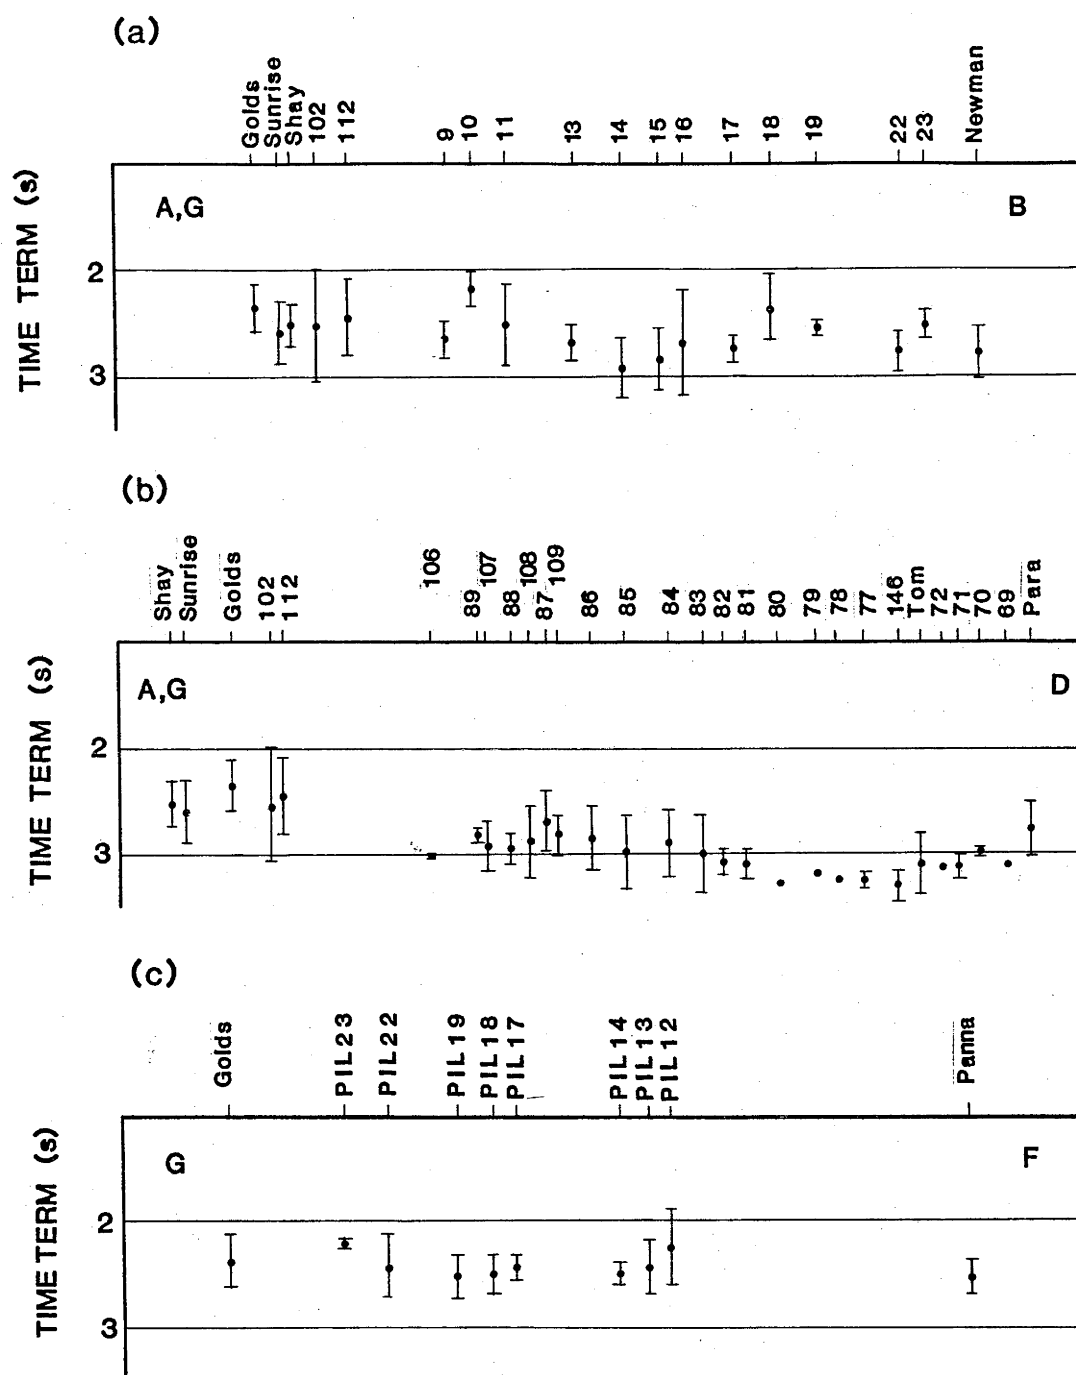 (a)
Golds Sunrise Shay 102 112 9 10 11 13 14 15 16 17 18 19 22 23 Newman
TIME TERM (s)
A,G B
2
3
(b)
Shay Sunrise Golds 102 112 106 89 107 88 108 87 109 86 85 84 83 82 81 80 79 78 77 146 Tom 72 71 70 69 Para
TIME TERM (s)
A,G D
2
3
(c)
Golds PIL23 PIL22 PIL19 PIL18 PIL17 PIL14 PIL13 PIL12 Panna
TIME TERM (s)
G F
2
3